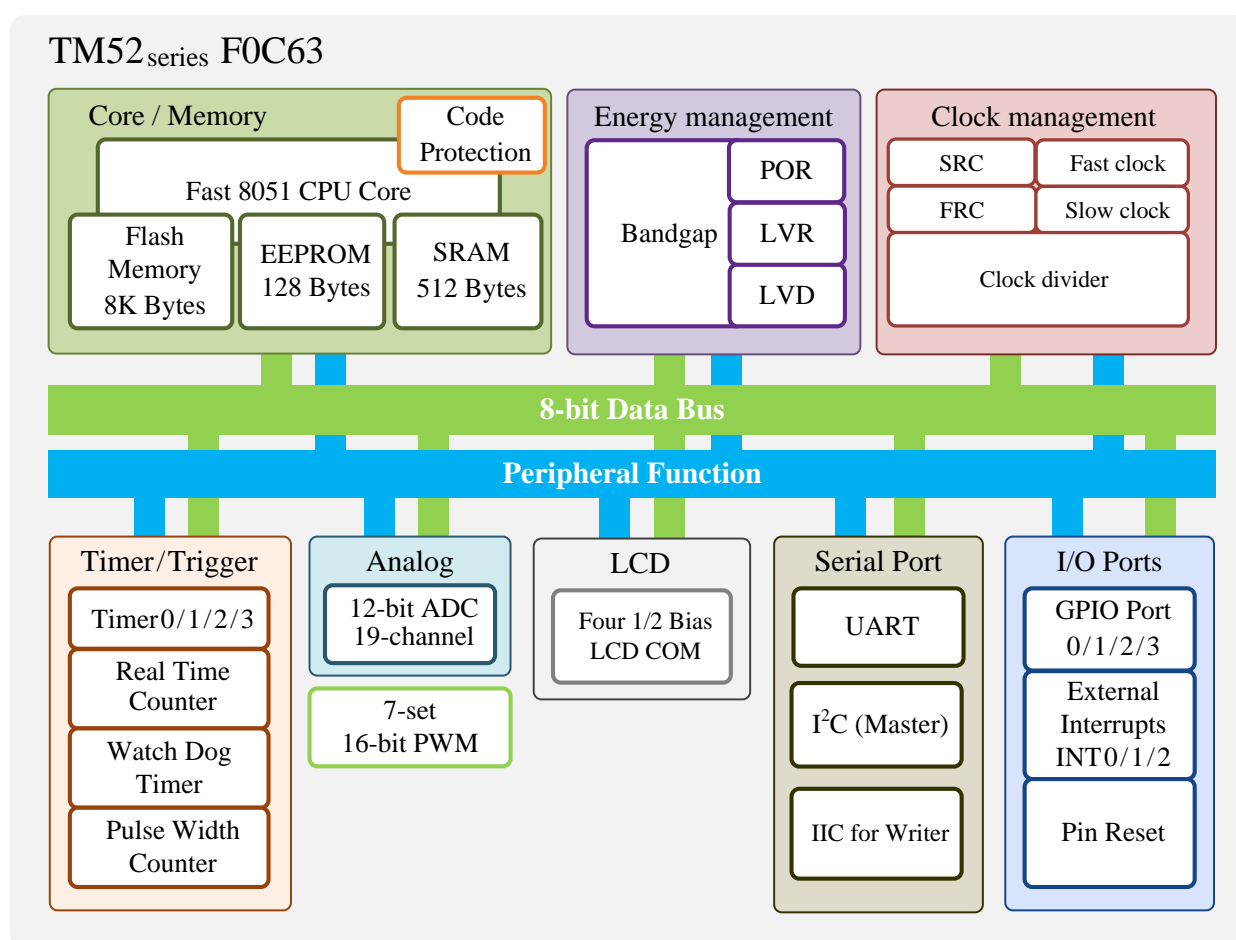 TM52 series F0C63
Core / Memory
Code
Protection
Fast 8051 CPU Core
Flash
Memory
8K Bytes
EEPROM
128 Bytes
SRAM
512 Bytes
Energy management
Bandgap
POR
LVR
LVD
Clock management
SRC
Fast clock
FRC
Slow clock
Clock divider
8-bit Data Bus
Peripheral Function
Timer/Trigger
Timer0/1/2/3
Real Time
Counter
Watch Dog
Timer
Pulse Width
Counter
Analog
12-bit ADC
19-channel
7-set
16-bit PWM
LCD
Four 1/2 Bias
LCD COM
Serial Port
UART
I²C (Master)
IIC for Writer
I/O Ports
GPIO Port
0/1/2/3
External
Interrupts
INT0/1/2
Pin Reset